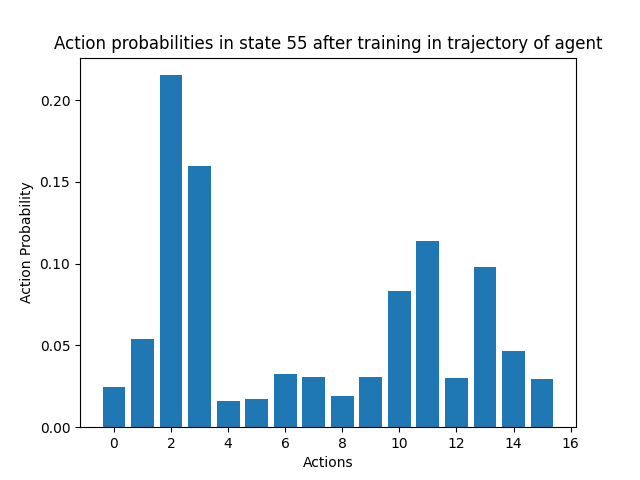 Action probabilities in state 55 after training in trajectory of agent
0.20
0.15
0.10
0.05
0.00
Action Probability
0 2 4 6 8 10 12 14 16
Actions